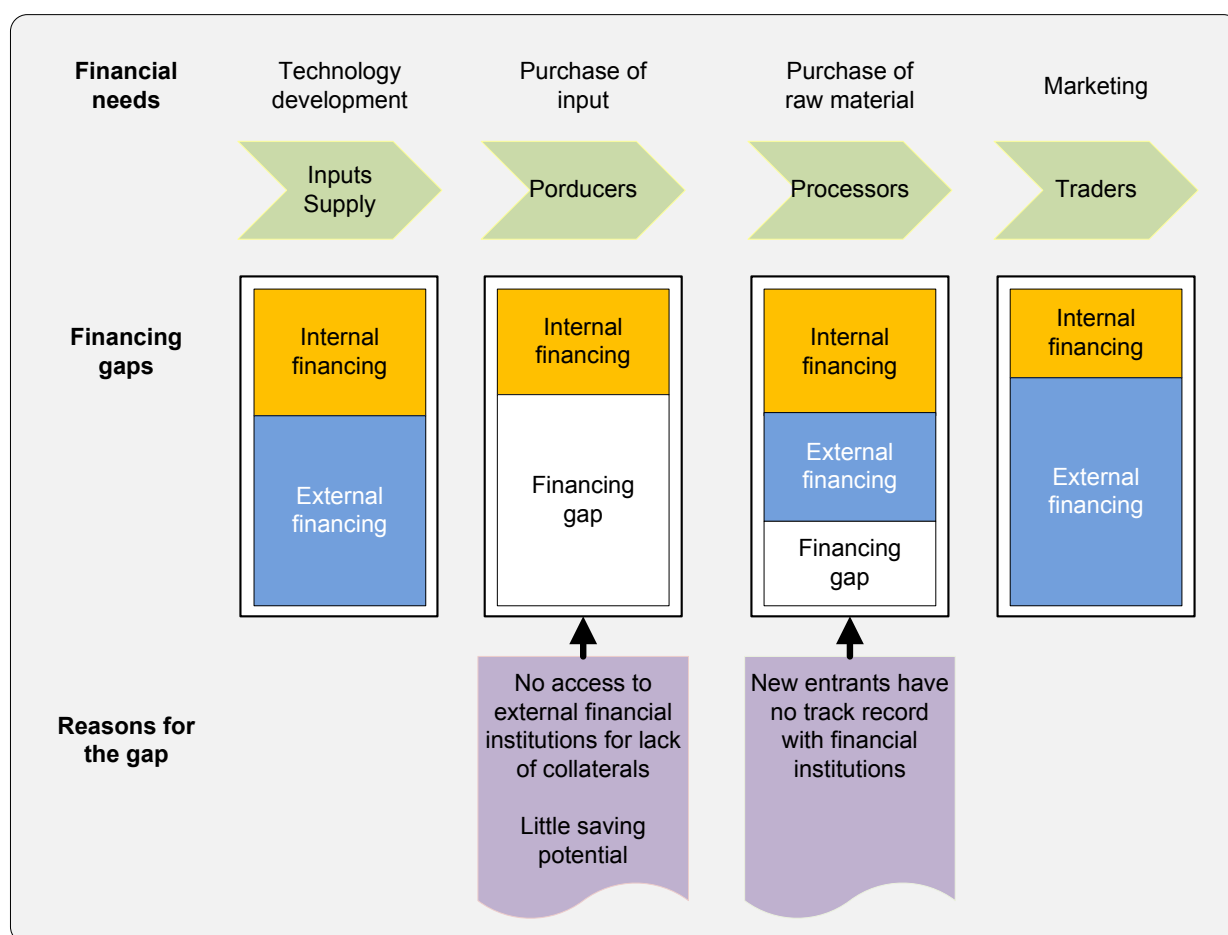 Financial
needs
Technology
development
Purchase of
input
Purchase of
raw material
Marketing
Inputs
Supply
Porducers
Processors
Traders
Financing
gaps
Internal
financing
External
financing
Internal
financing
Financing
gap
Internal
financing
External
financing
Financing
gap
Internal
financing
External
financing
Reasons for
the gap
No access to
external financial
institutions for lack
of collaterals
Little saving
potential
New entrants have
no track record
with financial
institutions